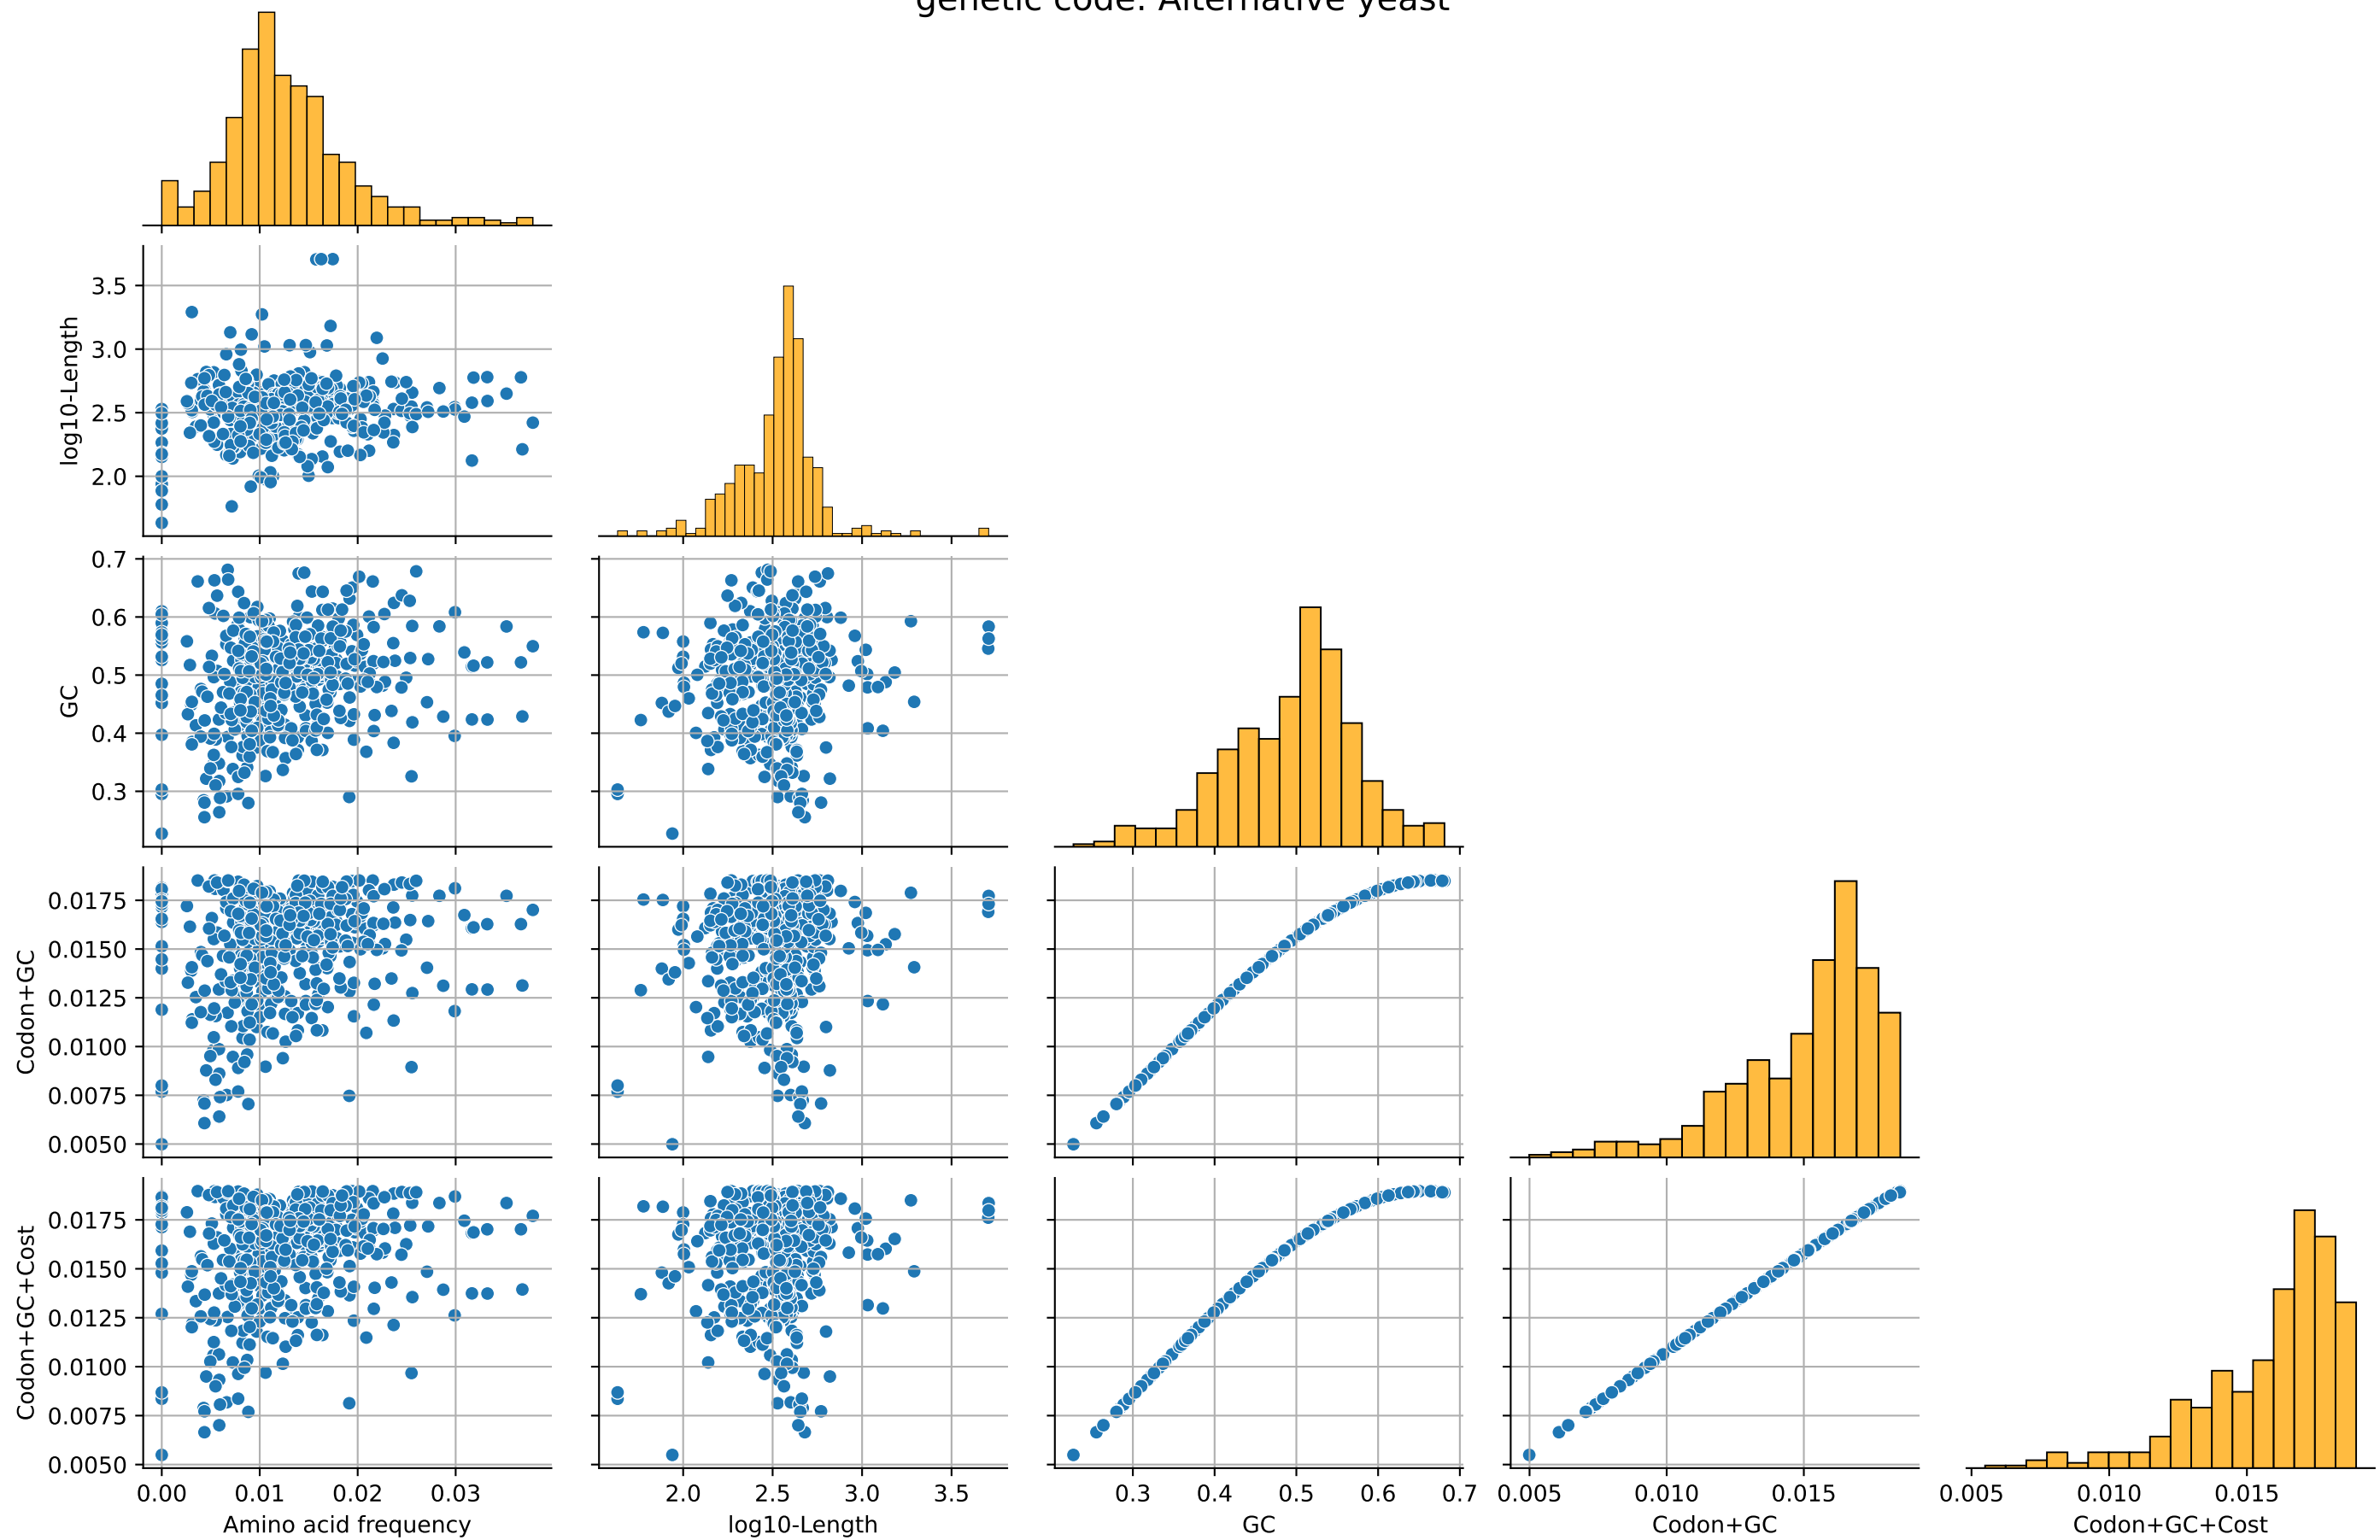 genetic code: Alternative yeast
3.5
3.0
2.5
2.0
log10-Length
0.7
0.6
0.5
0.4
0.3
GC
0.0175
0.0150
0.0125
0.0100
0.0075
0.0050
Codon+GC
0.0175
0.0150
0.0125
0.0100
0.0075
0.0050
Codon+GC+Cost
0.00 0.01 0.02 0.03
Amino acid frequency
2.0 2.5 3.0 3.5
log10-Length
0.3 0.4 0.5 0.6 0.7
GC
0.005 0.010 0.015
Codon+GC
0.005 0.010 0.015
Codon+GC+Cost